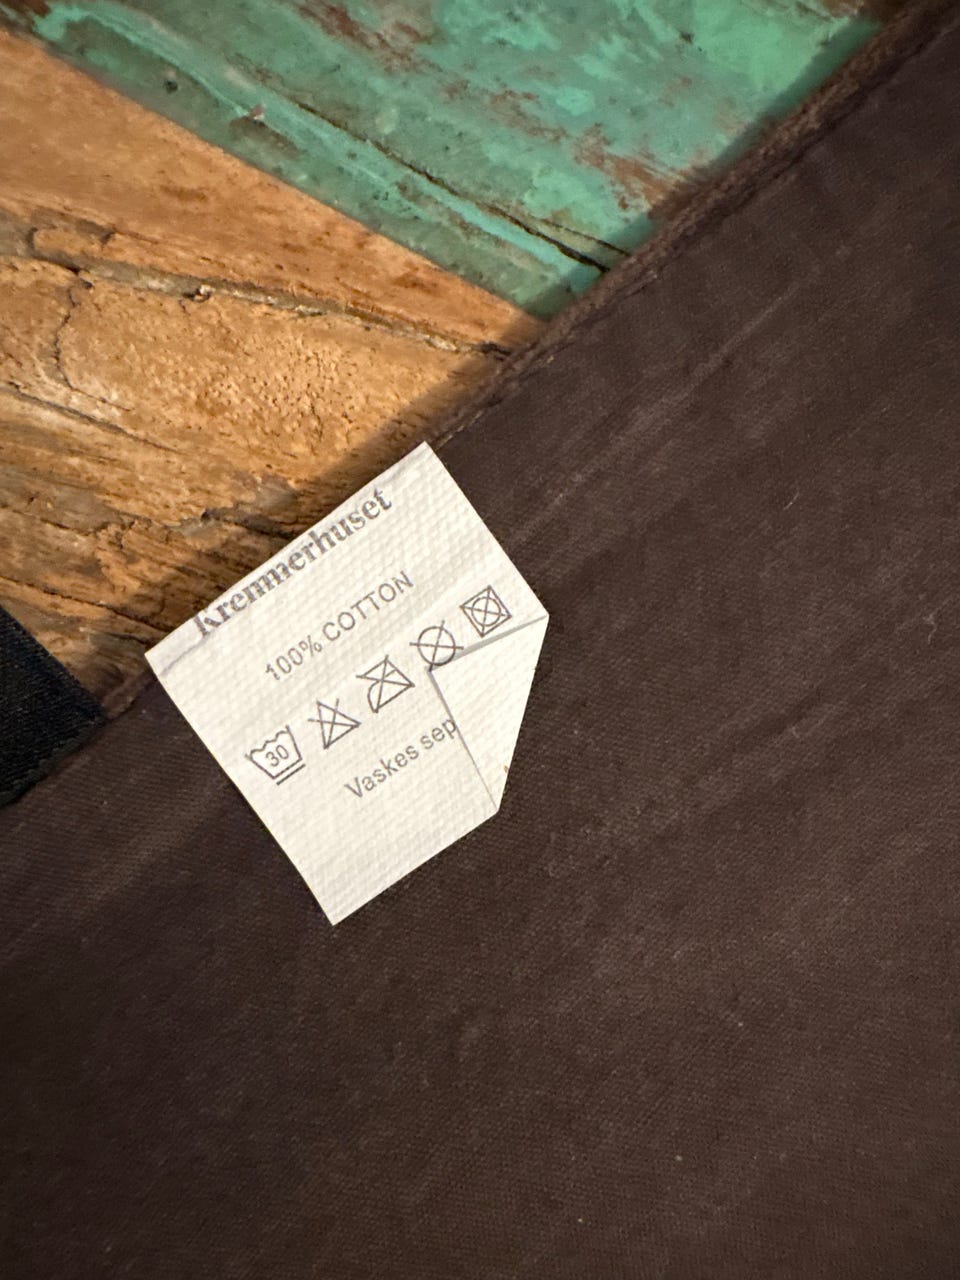 Kremmerhuset
100% COTTON
30
Vaskes sep